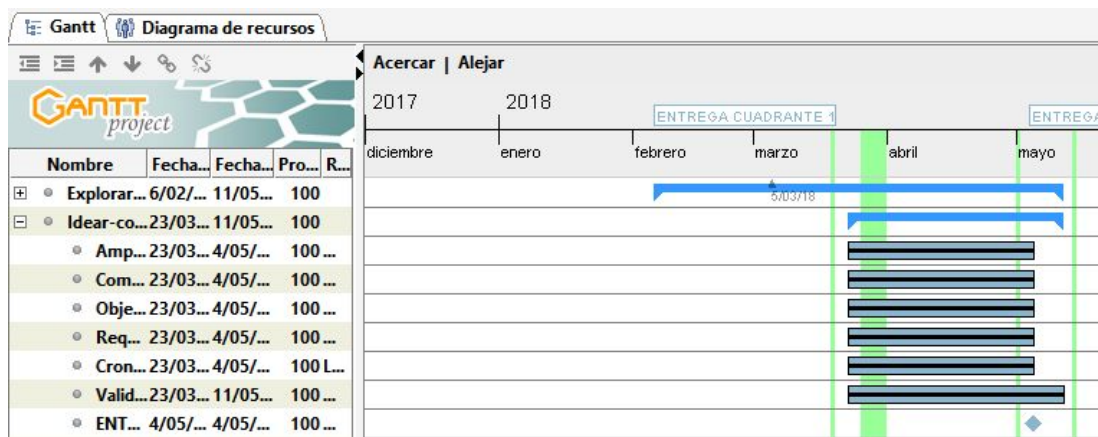 Gantt Diagrama de recursos
Acercar | Alejar
GANTT
project
2017 2018
ENTREGA CUADRANTE 1 ENTREGA
Nombre Fecha... Fecha... Pro... R...
diciembre enero febrero marzo abril mayo
Explorar... 6/02/... 11/05... 100
5/03/18
Idear-co... 23/03... 11/05... 100
Amp... 23/03... 4/05/... 100 ...
Com... 23/03... 4/05/... 100 ...
Obje... 23/03... 4/05/... 100 ...
Req... 23/03... 4/05/... 100 ...
Cron... 23/03... 4/05/... 100 L...
Valid... 23/03... 11/05... 100 ...
ENT... 4/05/... 4/05/... 100 ...